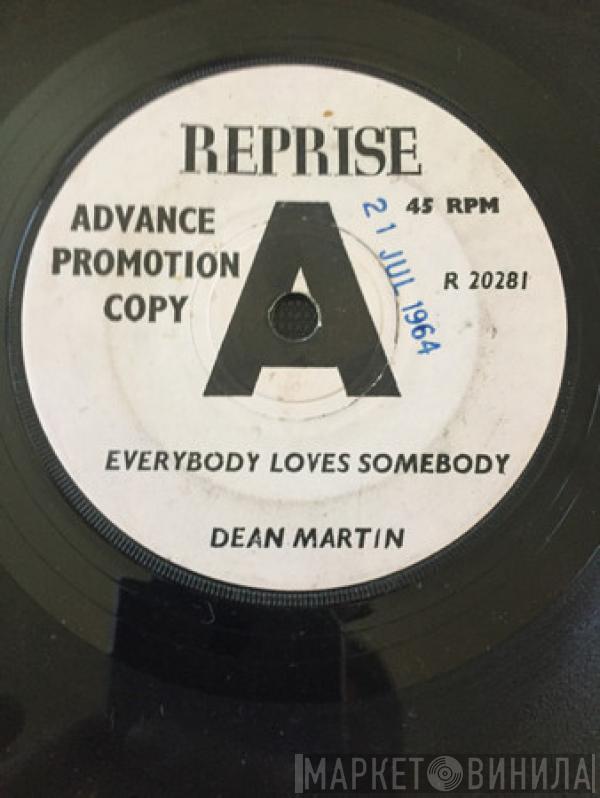 REPRISE
ADVANCE
PROMOTION
COPY
A
45 RPM
R 20281
21 JUL 1964
EVERYBODY LOVES SOMEBODY
DEAN MARTIN
МАРКЕТ ВИНИЛА